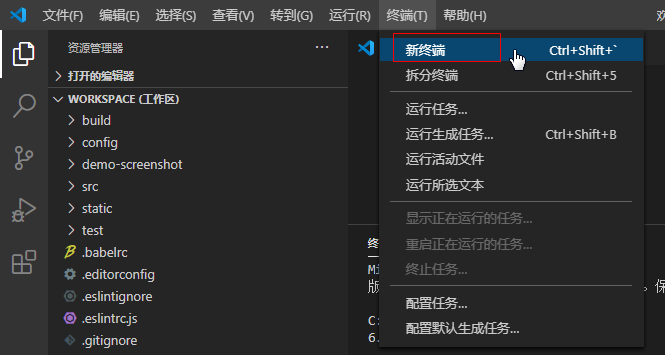 文件(F) 编辑(E) 选择(S) 查看(V) 转到(G) 运行(R) 终端(T) 帮助(H)
资源管理器 ...
打开的编辑器
WORKSPACE (工作区)
build
config
demo-screenshot
src
static
test
.babelrc
.editorconfig
.eslintignore
.eslintrc.js
.gitignore
新终端 Ctrl+Shift+`
拆分终端 Ctrl+Shift+5
运行任务...
运行生成任务... Ctrl+Shift+B
运行活动文件
运行所选文本
显示正在运行的任务...
重启正在运行的任务...
终止任务...
配置任务...
配置默认生成任务...